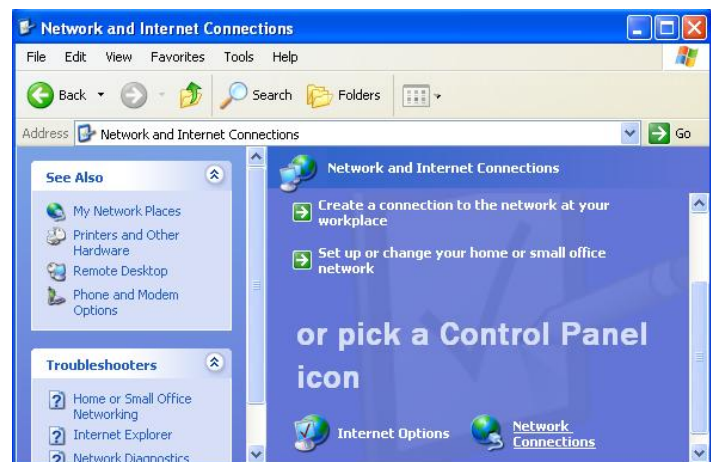 Network and Internet Connections
File Edit View Favorites Tools Help
Back Search Folders
Address Network and Internet Connections Go
See Also
My Network Places
Printers and Other
Hardware
Remote Desktop
Phone and Modem
Options
Troubleshooters
Home or Small Office
Networking
Internet Explorer
Network Diagnostics
Network and Internet Connections
Create a connection to the network at your
workplace
Set up or change your home or small office
network
or pick a Control Panel
icon
Internet Options
Network
Connections